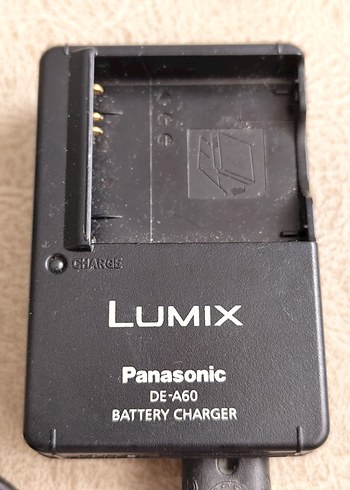 CHARGE
LUMIX
Panasonic
DE-A60
BATTERY CHARGER